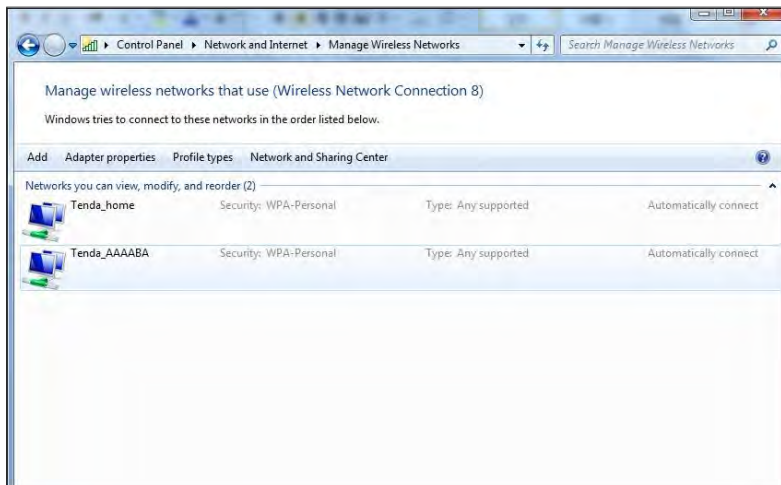 Control Panel ▸ Network and Internet ▸ Manage Wireless Networks
Search Manage Wireless Networks
Manage wireless networks that use (Wireless Network Connection 8)
Windows tries to connect to these networks in the order listed below.
Add Adapter properties Profile types Network and Sharing Center
Networks you can view, modify, and reorder (2)
Tenda_home Security: WPA-Personal Type: Any supported Automatically connect
Tenda_AAAABA Security: WPA-Personal Type: Any supported Automatically connect